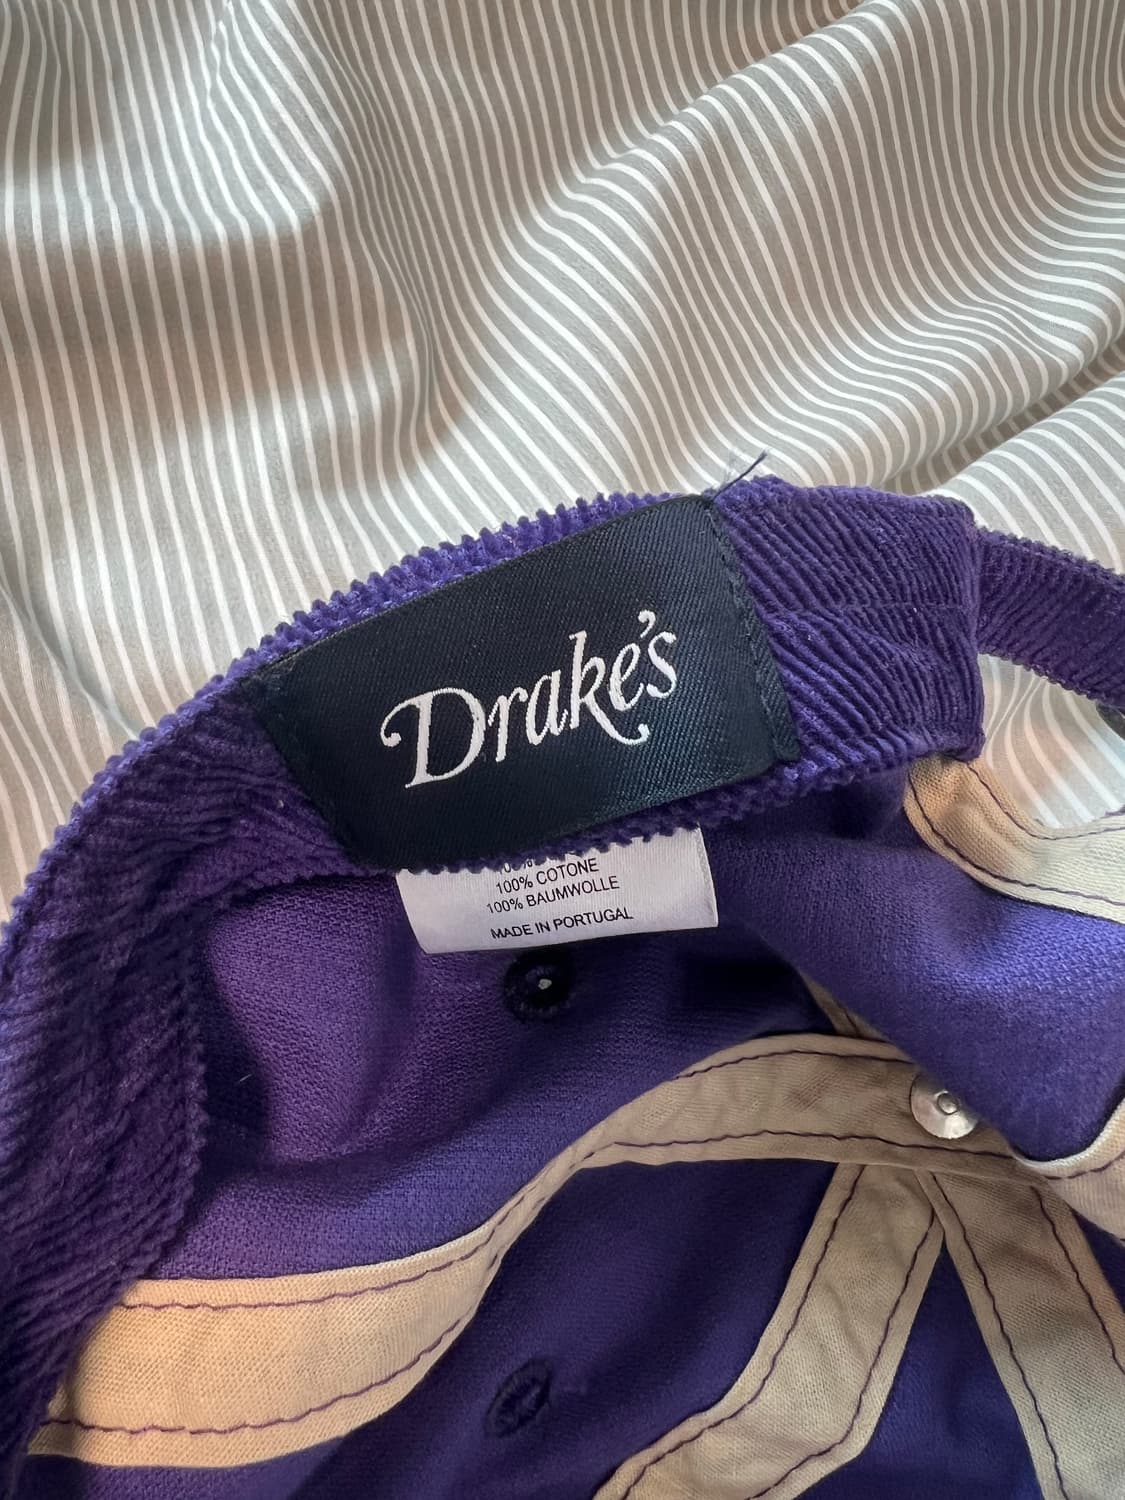 Drake's
100% COTONE
100% BAUMWOLLE
MADE IN PORTUGAL